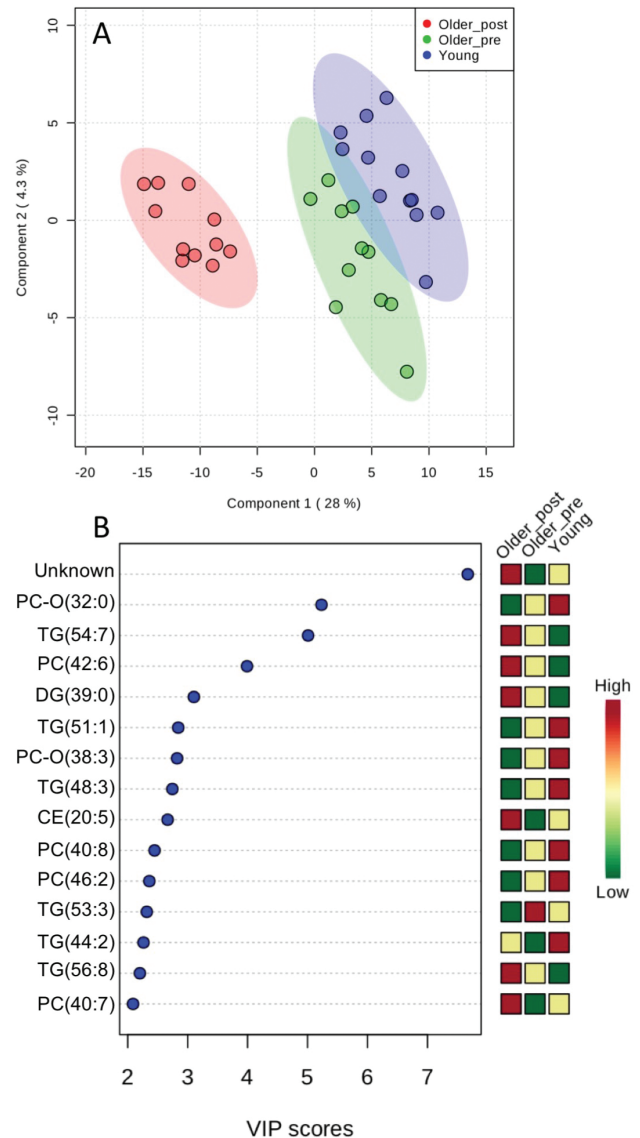 A
Older_post
Older_pre
Young
10
5
0
-5
-10
Component 2 ( 4.3 %)
-20 -15 -10 -5 0 5 10 15
Component 1 ( 28 %)
B
Older_post
Older_pre
Young
Unknown
PC-O(32:0)
TG(54:7)
PC(42:6)
DG(39:0)
TG(51:1)
PC-O(38:3)
TG(48:3)
CE(20:5)
PC(40:8)
PC(46:2)
TG(53:3)
TG(44:2)
TG(56:8)
PC(40:7)
High
Low
2 3 4 5 6 7
VIP scores